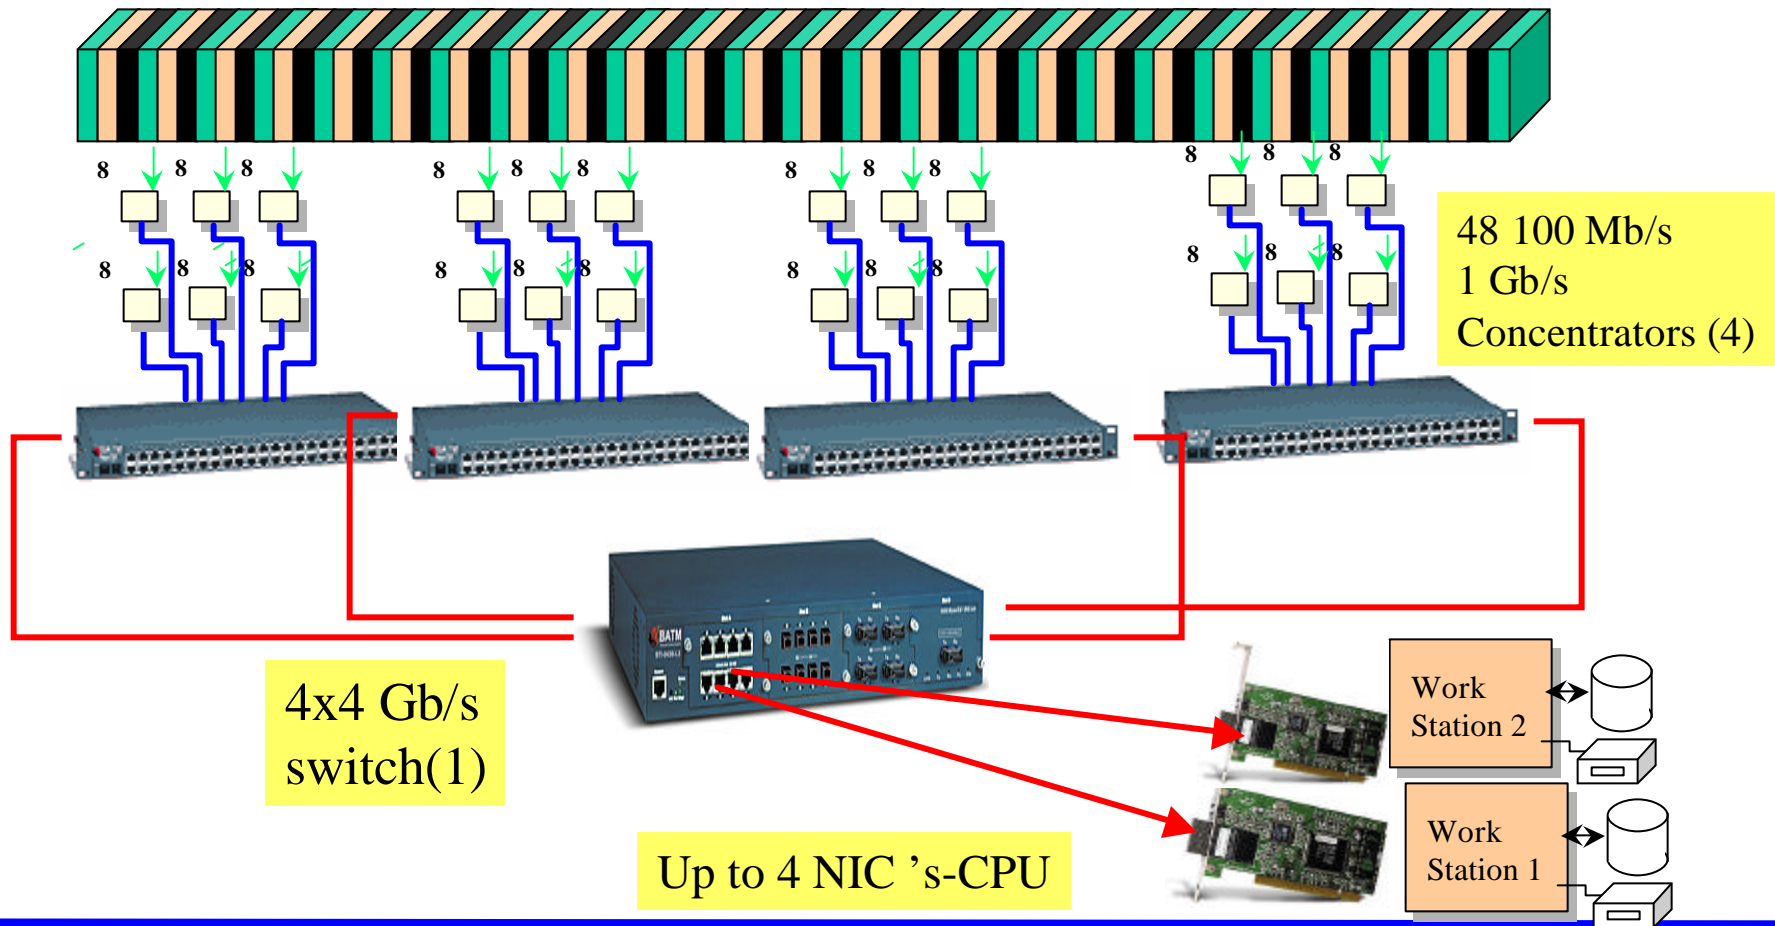 8 8 8 8 8 8 8 8 8 8 8 8
8 8 8 8 8 8 8 8 8 8 8 8
48 100 Mb/s
1 Gb/s
Concentrators (4)
BATM
4x4 Gb/s
switch(1)
Work
Station 2
Up to 4 NIC ’s-CPU
Work
Station 1